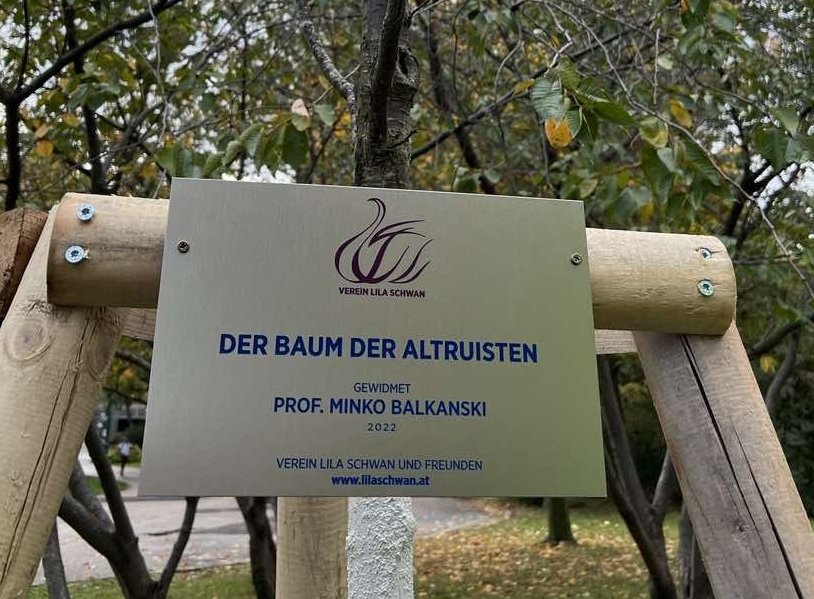 VEREIN LILA SCHWAN
DER BAUM DER ALTRUISTEN
GEWIDMET
PROF. MINKO BALKANSKI
2022
VEREIN LILA SCHWAN UND FREUNDEN
www.lilaschwan.at